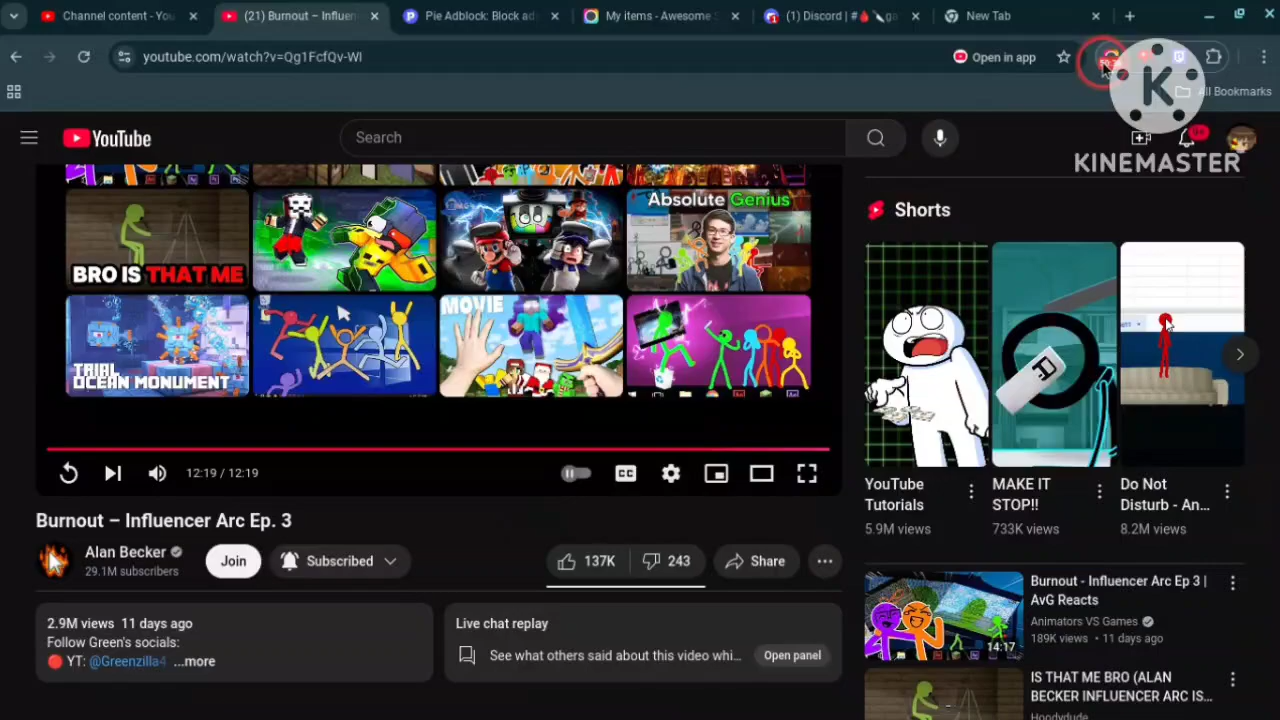 Channel content - You
(21) Burnout – Influen
Pie Adblock: Block ad
My items - Awesome S
(1) Discord | #
New Tab
youtube.com/watch?v=Qg1FcfQv-WI
Open in app
All Bookmarks
K
KINEMASTER
YouTube
Search
9+
BRO IS THAT ME
Absolute Genius
TRIAL
OCEAN MONUMENT
MOVIE
12:19 / 12:19
CC
Shorts
YouTube
Tutorials
5.9M views
MAKE IT
STOP!!
733K views
Do Not
Disturb - An...
8.2M views
Burnout – Influencer Arc Ep. 3
Alan Becker
29.1M subscribers
Join
Subscribed
137K
243
Share
2.9M views 11 days ago
Follow Green's socials:
YT: @Greenzilla4 ...more
Live chat replay
See what others said about this video whi...
Open panel
14:17
Burnout - Influencer Arc Ep 3 |
AvG Reacts
Animators VS Games
189K views • 11 days ago
IS THAT ME BRO (ALAN
BECKER INFLUENCER ARC IS...
Hoodydude